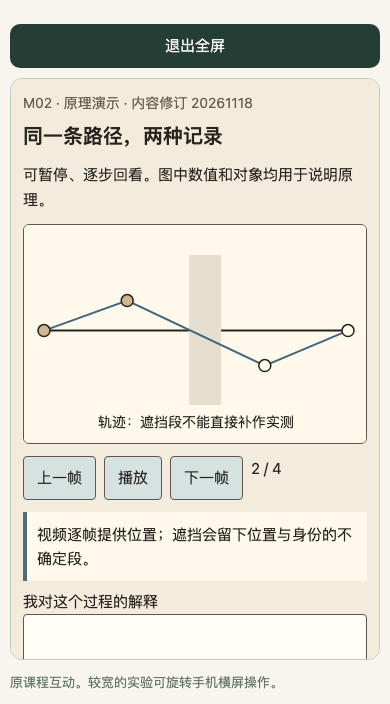 退出全屏
M02 · 原理演示 · 内容修订 20261118
同一条路径，两种记录
可暂停、逐步回看。图中数值和对象均用于说明原
理。
轨迹：遮挡段不能直接补作实测
上一帧 播放 下一帧 2 / 4
视频逐帧提供位置；遮挡会留下位置与身份的不
确定段。
我对这个过程的解释
原课程互动。较宽的实验可旋转手机横屏操作。